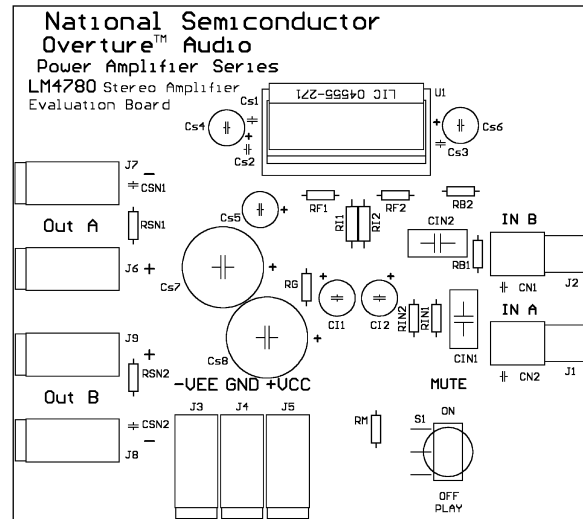 National Semiconductor
Overture™ Audio
Power Amplifier Series
LM4780 Stereo Amplifier
Evaluation Board
LIC 04555-271
U1
Cs1
Cs4
+
Cs2
+
Cs6
Cs3
J7
-
CSN1
Out A
RSN1
J6
+
Cs5
+
RF1
RI1
RI2
RF2
RB2
CIN2
IN B
RB1
CN1
J2
Cs7
+
RG
+
CI1
+
CI2
RIN2
RIN1
CIN1
IN A
CN2
J1
J9
+
RSN2
Cs8
+
Out B
CSN2
-
J8
-VEE GND +VCC
J3
J4
J5
MUTE
RM
S1
ON
OFF
PLAY